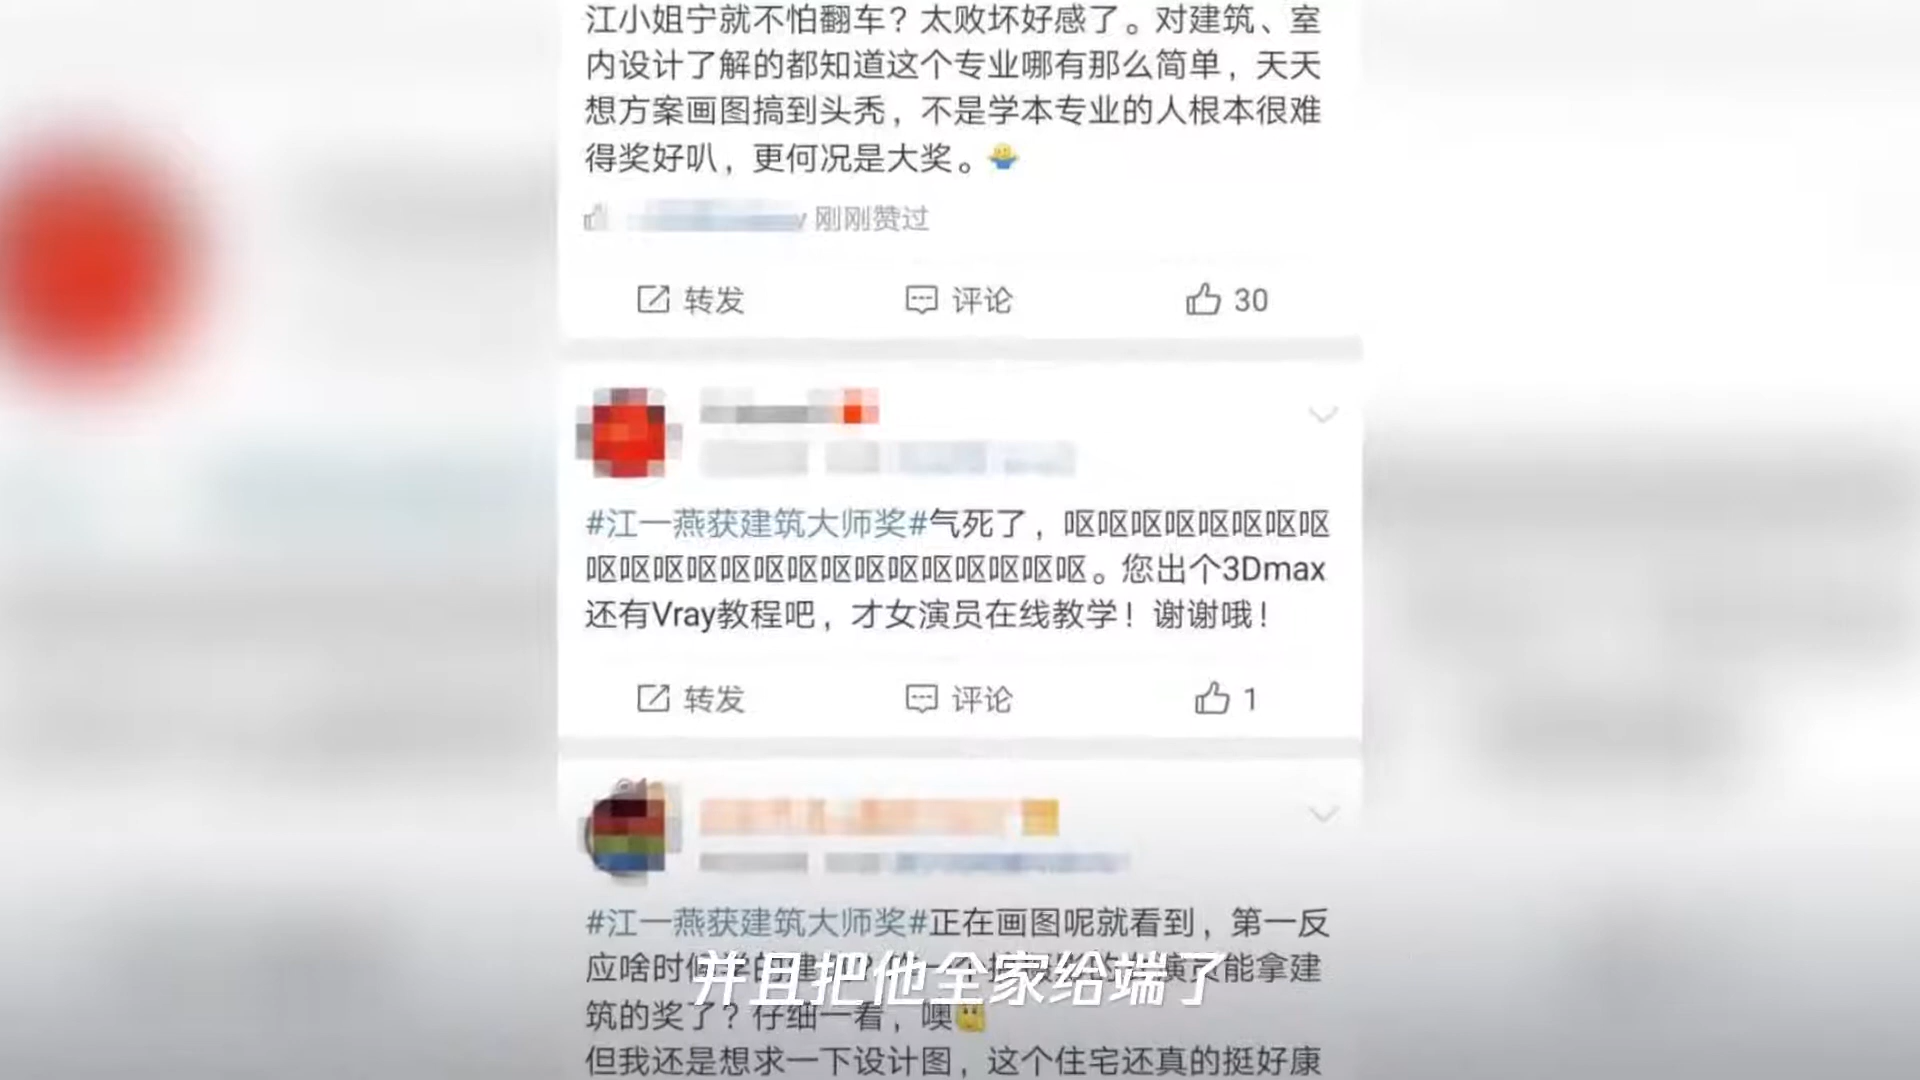 江小姐宁就不怕翻车？太败坏好感了。对建筑、室
内设计了解的都知道这个专业哪有那么简单，天天
想方案画图搞到头秃，不是学本专业的人根本很难
得奖好叭，更何况是大奖。
y 刚刚赞过
转发 评论 30
#江一燕获建筑大师奖#气死了，呕呕呕呕呕呕呕呕
呕呕呕呕呕呕呕呕呕呕呕呕呕呕呕。您出个3Dmax
还有Vray教程吧，才女演员在线教学！谢谢哦！
转发 评论 1
#江一燕获建筑大师奖#正在画图呢就看到，第一反
应啥时候学的建 演员能拿建
并且把他全家给端了
筑的奖了？仔细一看，噢
但我还是想求一下设计图，这个住宅还真的挺好康